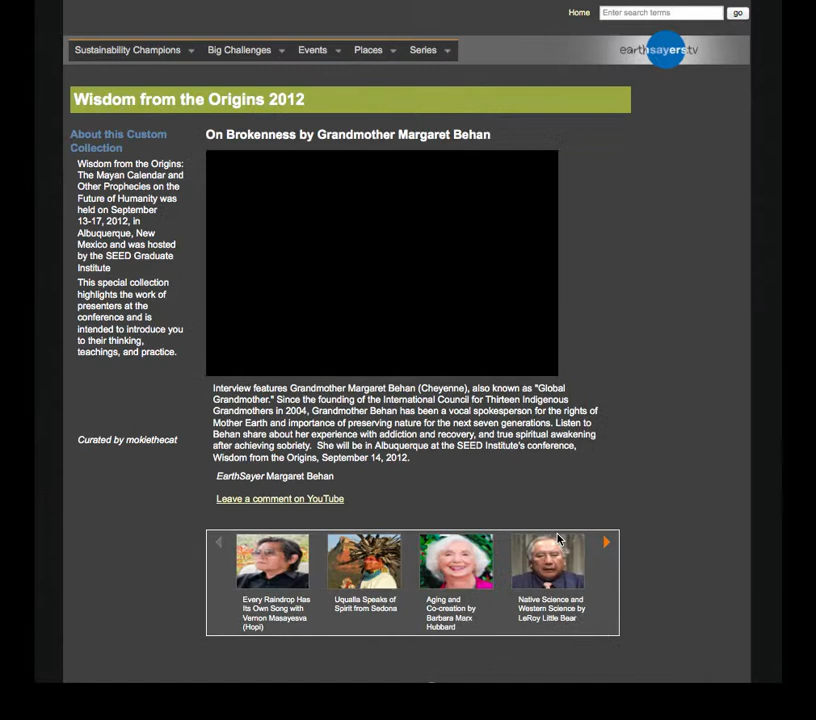 Home
Enter search terms
go
Sustainability Champions
Big Challenges
Events
Places
Series
earthsayers.tv
Wisdom from the Origins 2012
About this Custom
Collection
Wisdom from the Origins:
The Mayan Calendar and
Other Prophecies on the
Future of Humanity was
held on September
13-17, 2012, in
Albuquerque, New
Mexico and was hosted
by the SEED Graduate
Institute
This special collection
highlights the work of
presenters at the
conference and is
intended to introduce you
to their thinking,
teachings, and practice.
Curated by mokiethecat
On Brokenness by Grandmother Margaret Behan
Interview features Grandmother Margaret Behan (Cheyenne), also known as "Global
Grandmother." Since the founding of the International Council for Thirteen Indigenous
Grandmothers in 2004, Grandmother Behan has been a vocal spokesperson for the rights of
Mother Earth and importance of preserving nature for the next seven generations. Listen to
Behan share about her experience with addiction and recovery, and true spiritual awakening
after achieving sobriety. She will be in Albuquerque at the SEED Institute's conference,
Wisdom from the Origins, September 14, 2012.
EarthSayer Margaret Behan
Leave a comment on YouTube
Every Raindrop Has
Its Own Song with
Vernon Masayesva
(Hopi)
Uqualla Speaks of
Spirit from Sedona
Aging and
Co-creation by
Barbara Marx
Hubbard
Native Science and
Western Science by
LeRoy Little Bear